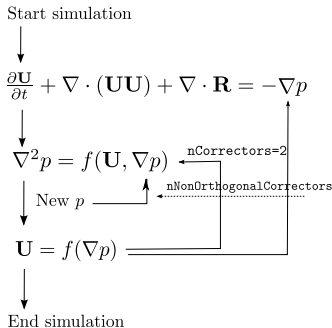 Start simulation
∂U/∂t + ∇ · (UU) + ∇ · R = −∇p
nCorrectors=2
∇²p = f(U, ∇p)
nNonOrthogonalCorrectors
New p
U = f(∇p)
End simulation